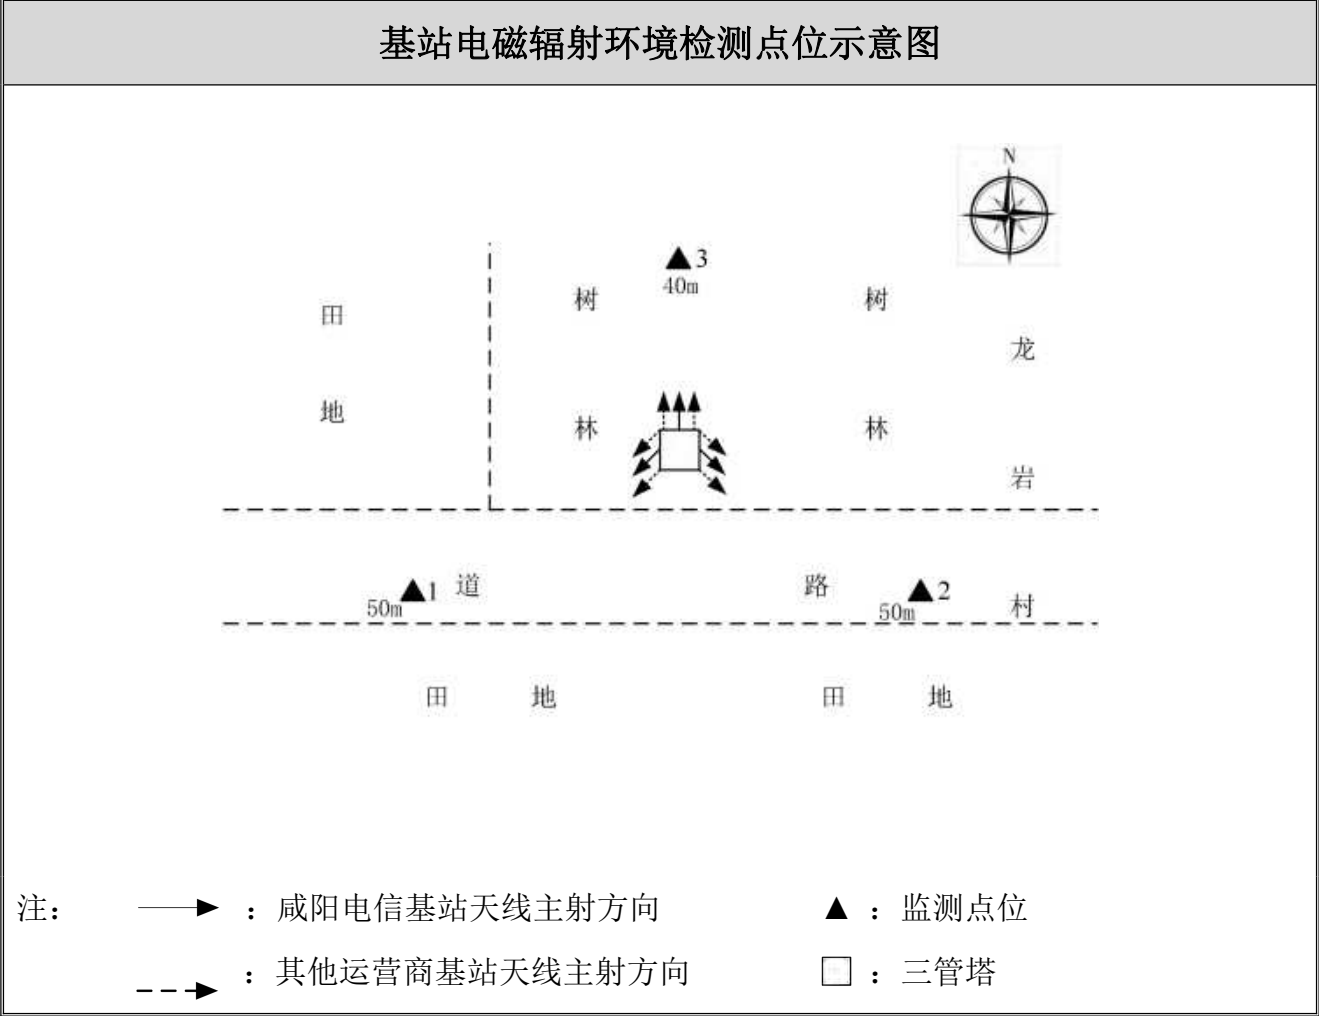 基站电磁辐射环境检测点位示意图
N
▲3
40m
树林
树林
田地
龙岩村
▲1
50m
道路
▲2
50m
田地
田地
注：
：咸阳电信基站天线主射方向
▲：监测点位
：其他运营商基站天线主射方向
：三管塔